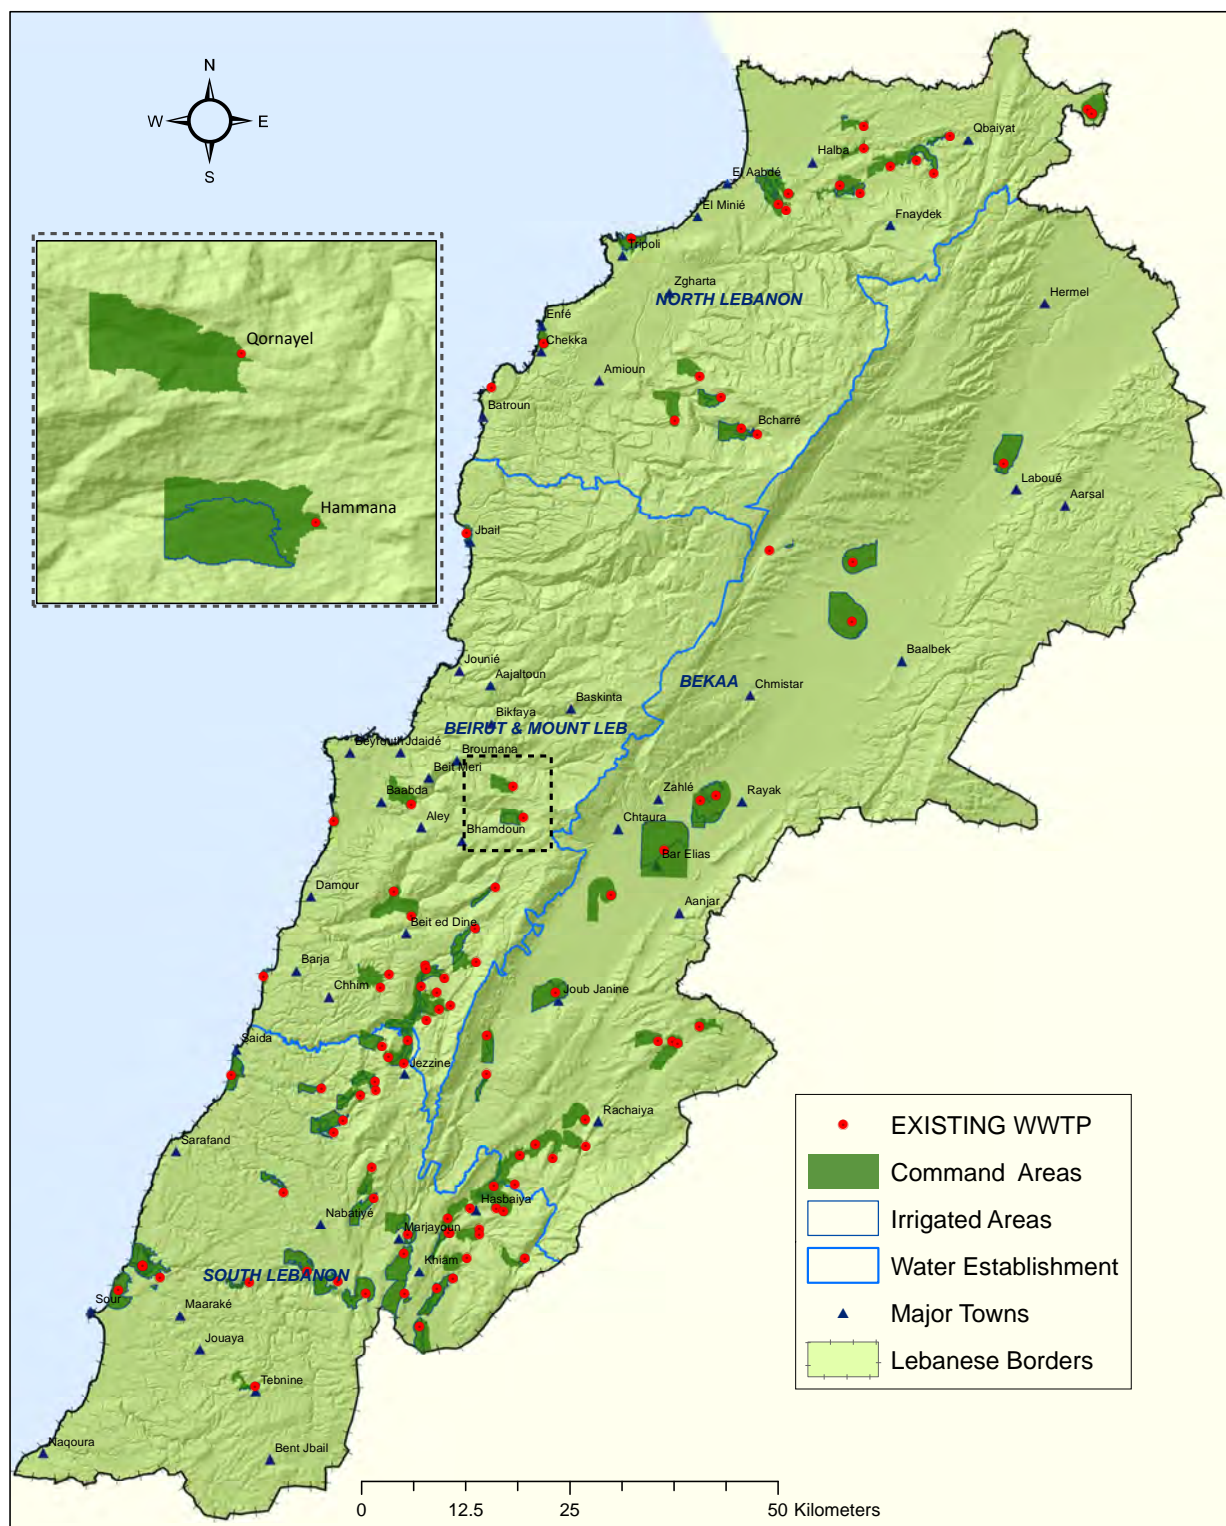 N
W
E
S
Qornayel
Hammana
Qbaiyat
Halba
El Aabdé
El Minié
Fnaydek
Tripoli
Zgharta
NORTH LEBANON
Hermel
Enfé
Chekka
Amioun
Batroun
Bcharré
Laboué
Aarsal
Jbail
Baalbek
Jounié
Aajaltoun
BEKAA
Chmistar
Baskinta
Bikfaya
BEIRUT & MOUNT LEB
Beyrouth
Jdaidé
Broumana
Beit Meri
Baabda
Zahlé
Rayak
Aley
Bhamdoun
Chtaura
Bar Elias
Damour
Aanjar
Beit ed Dine
Barja
Chhim
Joub Janine
Saida
Jezzine
Rachaiya
Sarafand
Hasbaiya
Nabatiyé
Marjayoun
Khiam
SOUTH LEBANON
Sour
Maaraké
Jouaya
Tebnine
Naqoura
Bent Jbail
EXISTING WWTP
Command Areas
Irrigated Areas
Water Establishment
Major Towns
Lebanese Borders
0 12.5 25 50 Kilometers